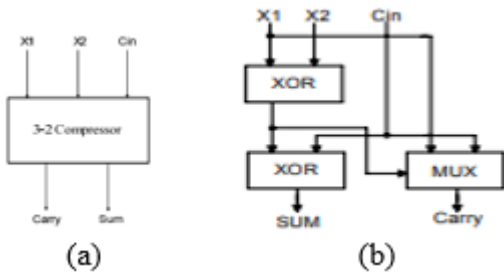 X1 X2 Cin
3-2 Compressor
Carry Sum
(a)
X1 X2 Cin
XOR
XOR MUX
SUM Carry
(b)